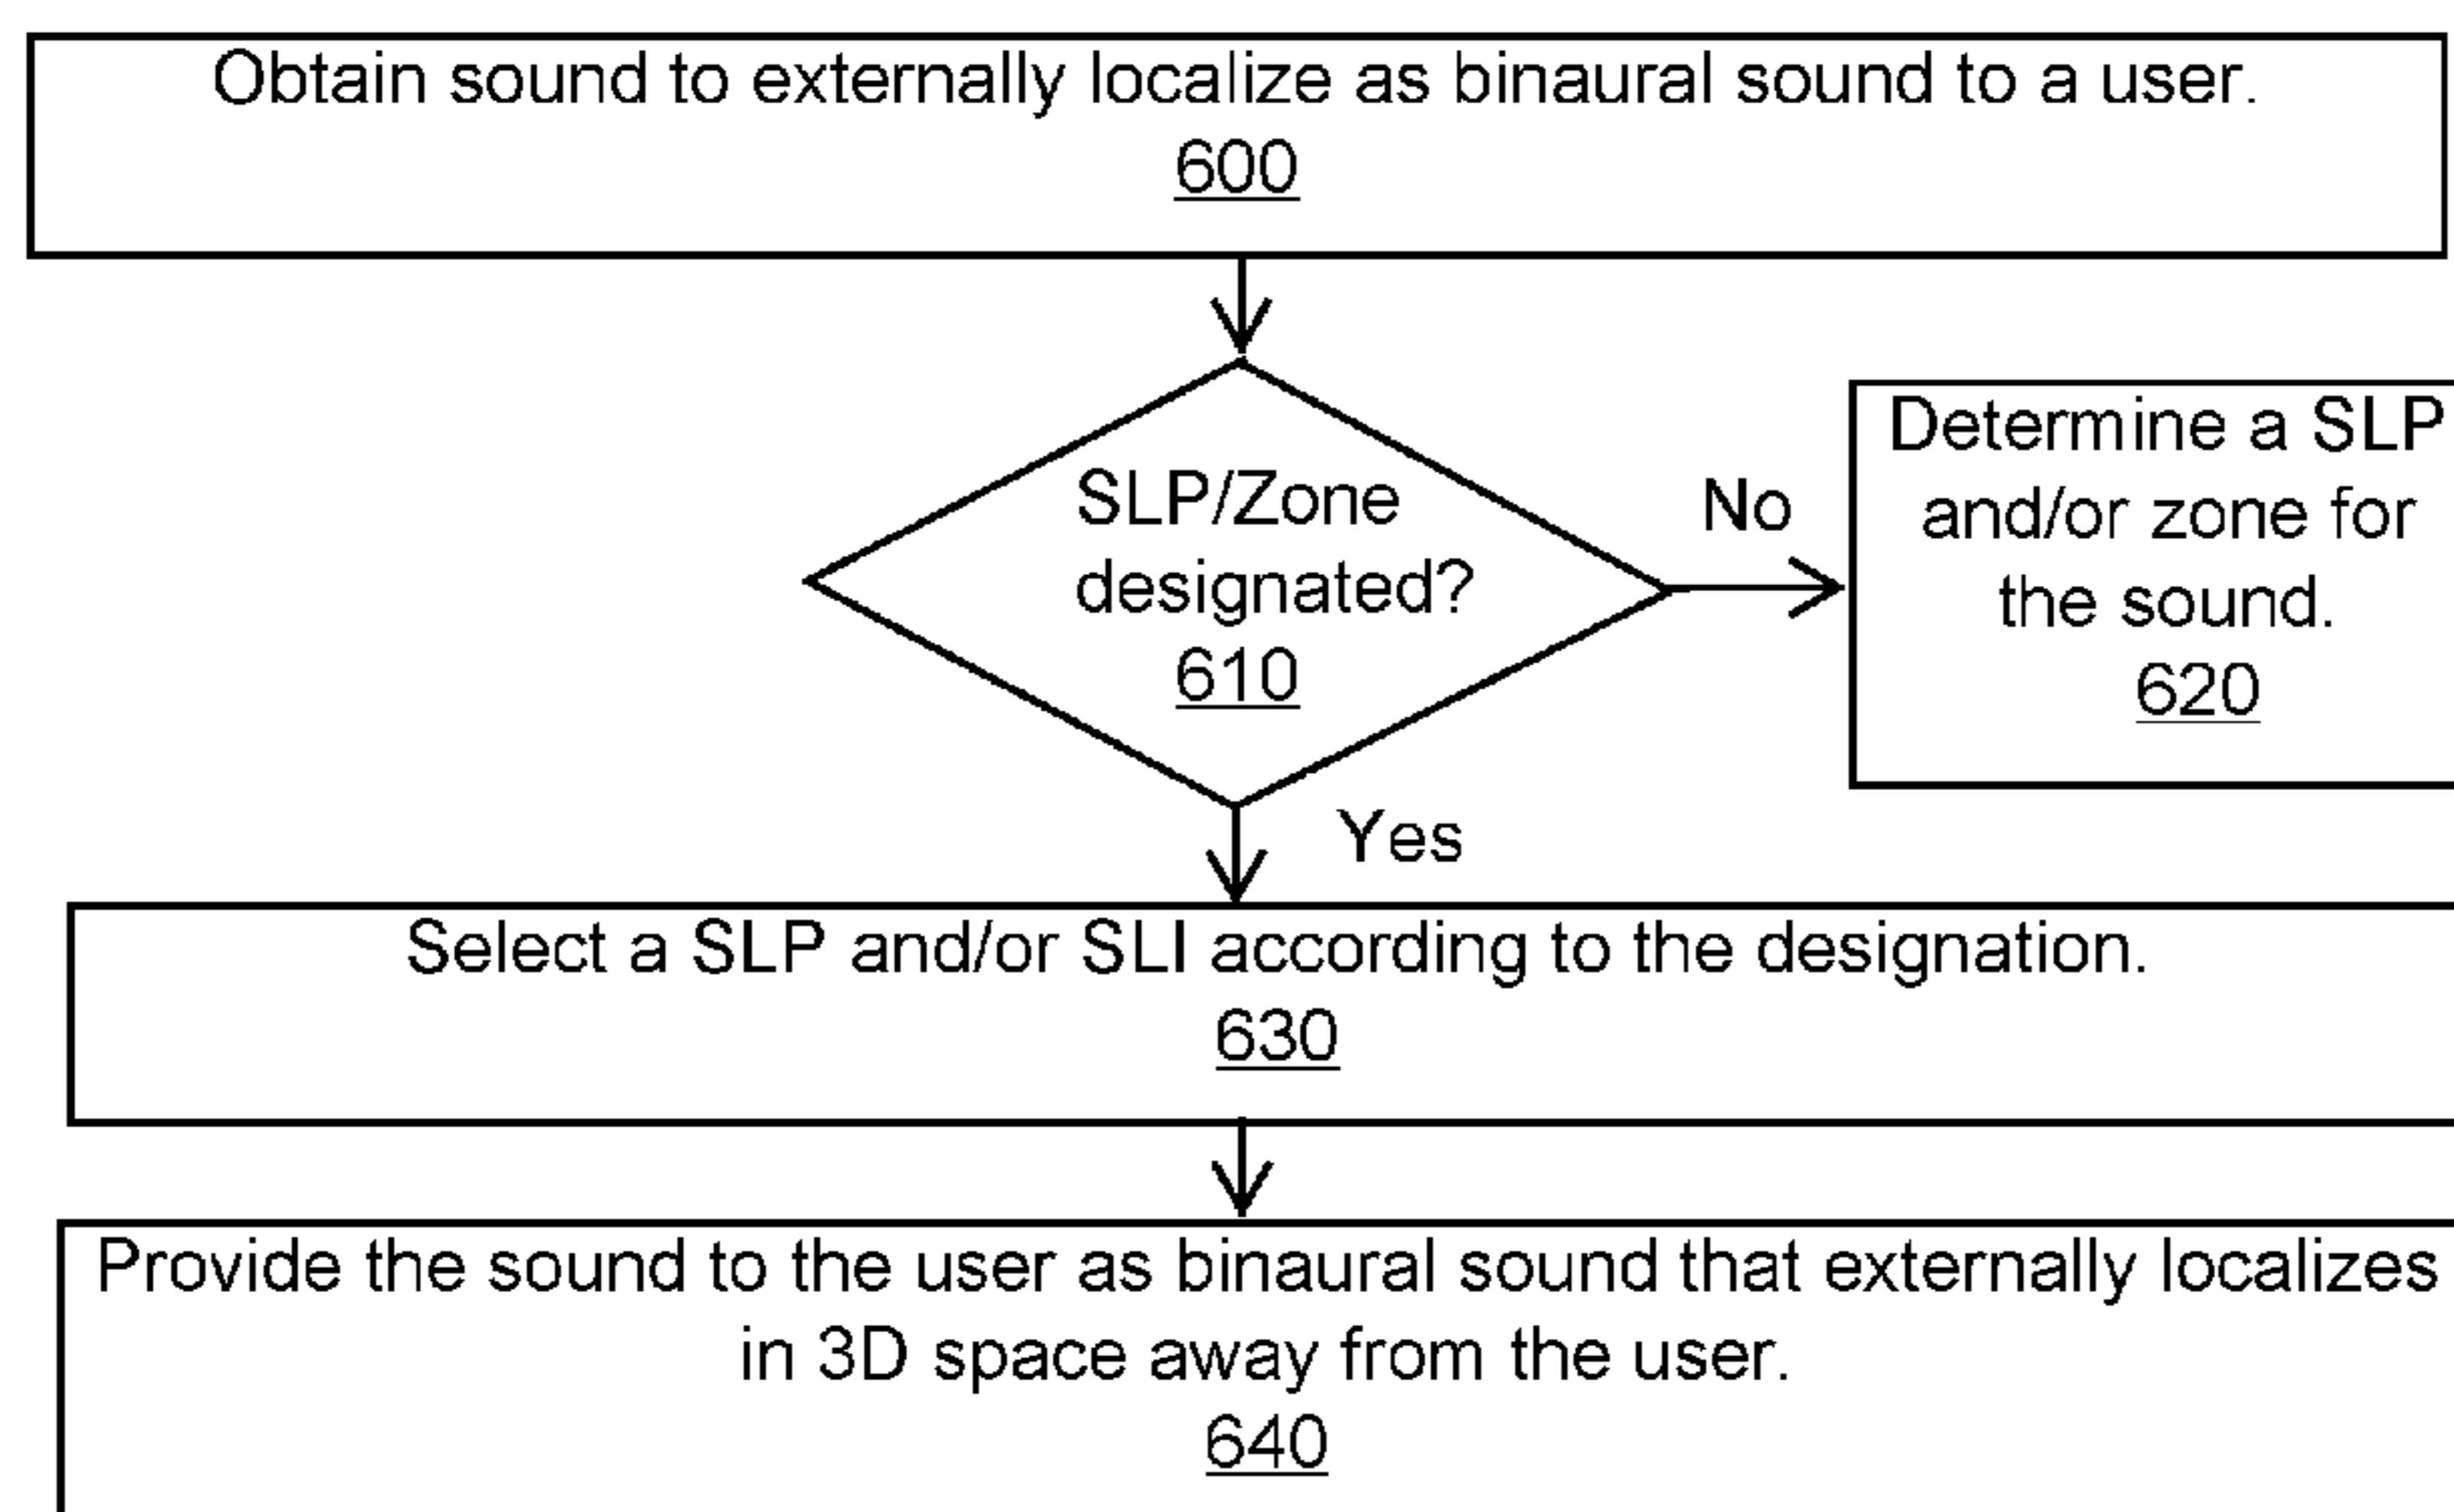 Obtain sound to externally localize as binaural sound to a user.
600
SLP/Zone
designated?
610
No
Determine a SLP
and/or zone for
the sound.
620
Yes
Select a SLP and/or SLI according to the designation.
630
Provide the sound to the user as binaural sound that externally localizes
in 3D space away from the user.
640